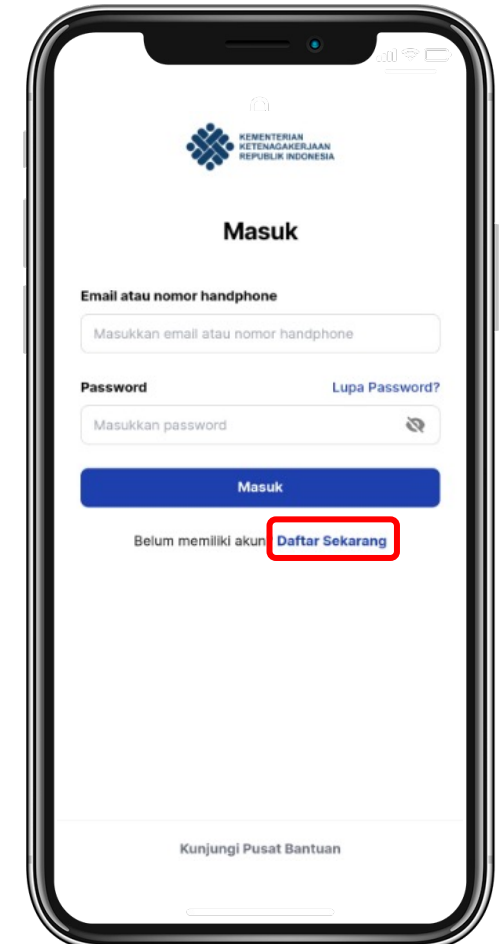 KEMENTERIAN
KETENAGAKERJAAN
REPUBLIK INDONESIA
Masuk
Email atau nomor handphone
Masukkan email atau nomor handphone
Password Lupa Password?
Masukkan password
Masuk
Belum memiliki akun Daftar Sekarang
Kunjungi Pusat Bantuan